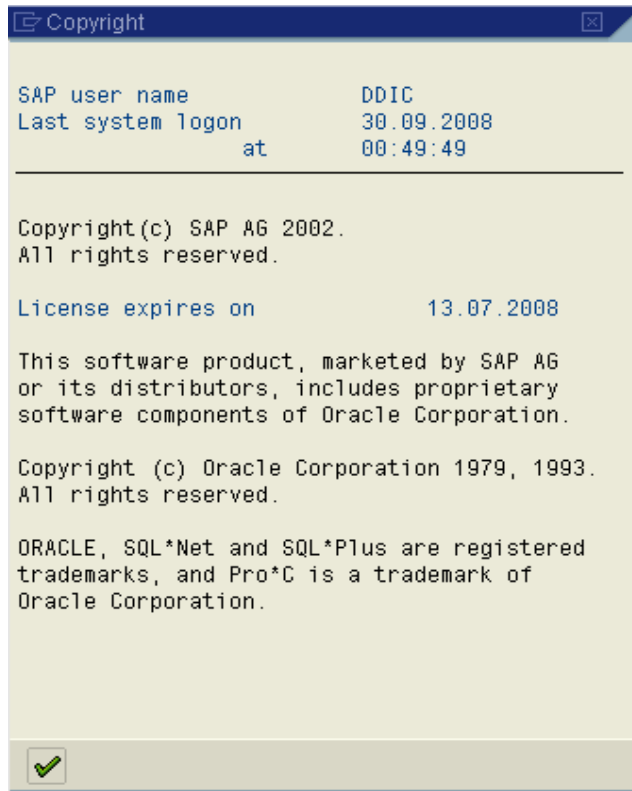 Copyright
SAP user name DDIC
Last system logon 30.09.2008
at 00:49:49
Copyright(c) SAP AG 2002.
All rights reserved.
License expires on 13.07.2008
This software product, marketed by SAP AG
or its distributors, includes proprietary
software components of Oracle Corporation.
Copyright (c) Oracle Corporation 1979, 1993.
All rights reserved.
ORACLE, SQL*Net and SQL*Plus are registered
trademarks, and Pro*C is a trademark of
Oracle Corporation.